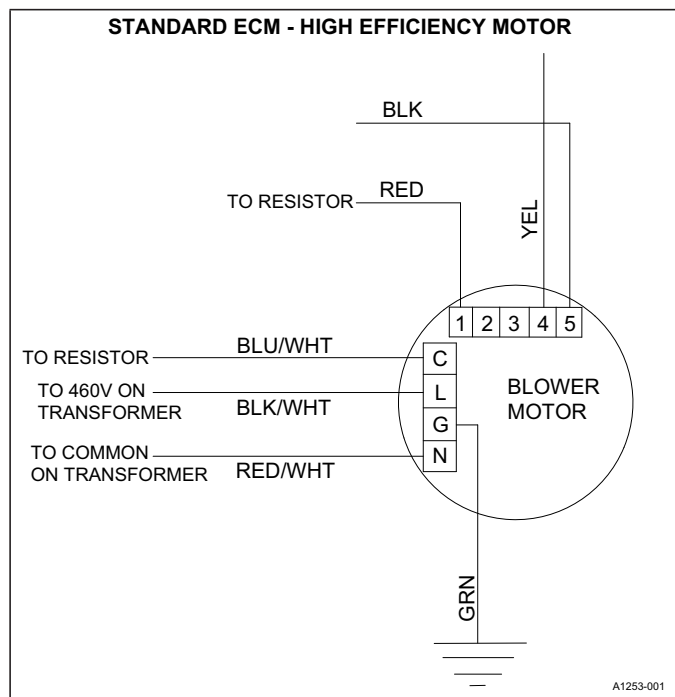 STANDARD ECM - HIGH EFFICIENCY MOTOR
BLK
RED
TO RESISTOR
YEL
1 2 3 4 5
TO RESISTOR
BLU/WHT
C
TO 460V ON
TRANSFORMER
BLK/WHT
L
BLOWER
MOTOR
G
TO COMMON
ON TRANSFORMER
RED/WHT
N
GRN
A1253-001